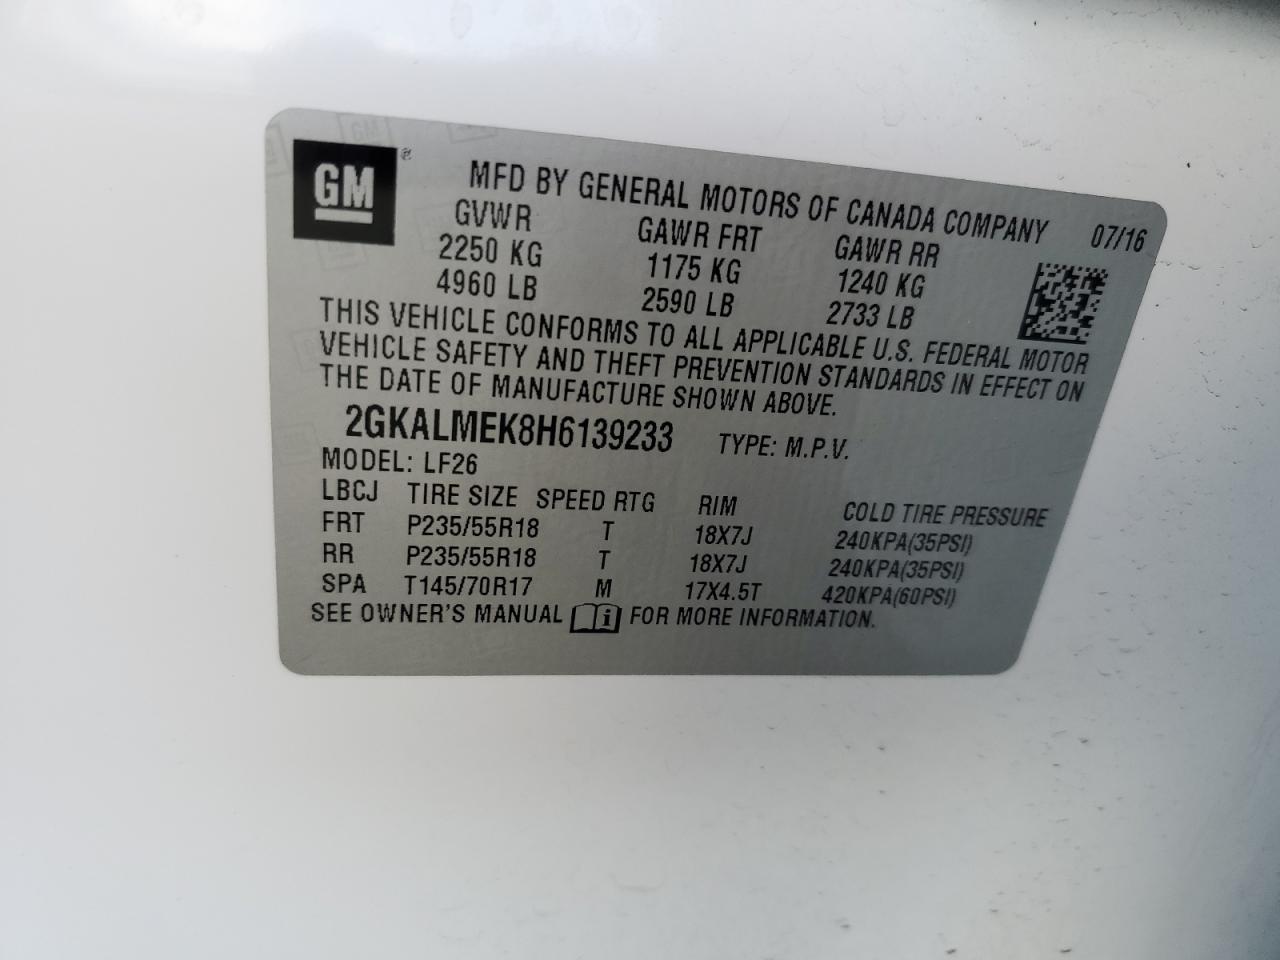 GM ®
MFD BY GENERAL MOTORS OF CANADA COMPANY 07/16
GVWR GAWR FRT GAWR RR
2250 KG 1175 KG 1240 KG
4960 LB 2590 LB 2733 LB
THIS VEHICLE CONFORMS TO ALL APPLICABLE U.S. FEDERAL MOTOR
VEHICLE SAFETY AND THEFT PREVENTION STANDARDS IN EFFECT ON
THE DATE OF MANUFACTURE SHOWN ABOVE.
2GKALMEK8H6139233 TYPE: M.P.V.
MODEL: LF26
LBCJ TIRE SIZE SPEED RTG RIM COLD TIRE PRESSURE
FRT P235/55R18 T 18X7J 240KPA(35PSI)
RR P235/55R18 T 18X7J 240KPA(35PSI)
SPA T145/70R17 M 17X4.5T 420KPA(60PSI)
SEE OWNER'S MANUAL i FOR MORE INFORMATION.